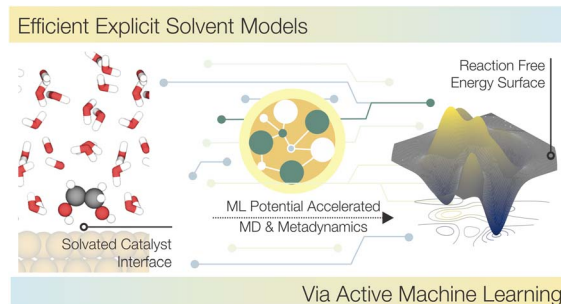 Efficient Explicit Solvent Models
Reaction Free
Energy Surface
ML Potential Accelerated
MD & Metadynamics
Solvated Catalyst
Interface
Via Active Machine Learning